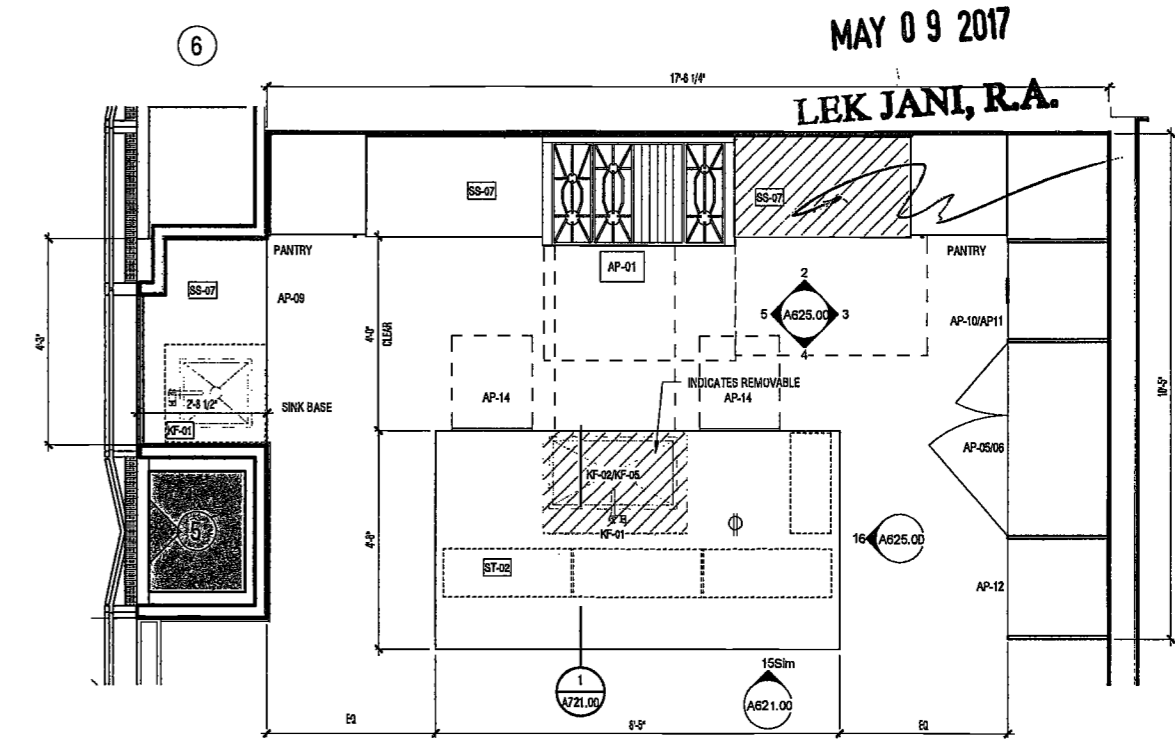 MAY 09 2017
6
17'-6 1/4"
LEK JANI, R.A.
SS-07
SS-07
AP-01
PANTRY
PANTRY
SS-07
AP-09
2
5 A625.00 3
4
AP-10/AP11
4'-3"
4'-0"
CLEAR
10'-5"
INDICATES REMOVABLE
AP-14
AP-14
2'-8 1/2"
SINK BASE
KF-01
AP-05/06
KF-02/KF-05
KF-01
5
4'-8"
16 A625.00
ST-02
AP-12
15Sim
1
A721.00
A621.00
EQ
8'-5"
EQ